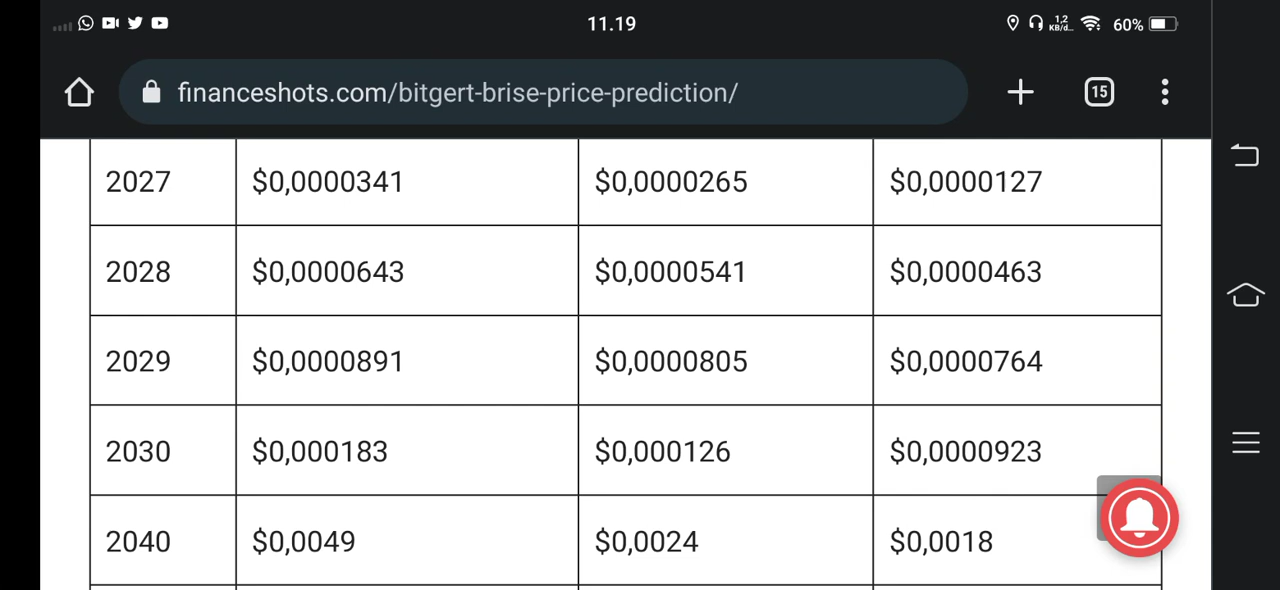 11.19
1,2 KB/d...
60%
financeshots.com/bitgert-brise-price-prediction/
15
2027 $0,0000341 $0,0000265 $0,0000127
2028 $0,0000643 $0,0000541 $0,0000463
2029 $0,0000891 $0,0000805 $0,0000764
2030 $0,000183 $0,000126 $0,0000923
2040 $0,0049 $0,0024 $0,0018